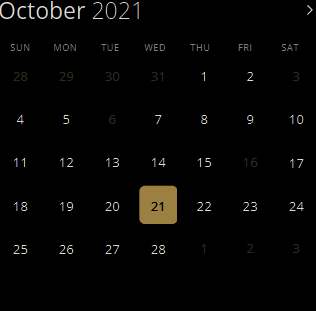 October 2021
SUN MON TUE WED THU FRI SAT
28 29 30 31 1 2 3
4 5 6 7 8 9 10
11 12 13 14 15 16 17
18 19 20 21 22 23 24
25 26 27 28 1 2 3